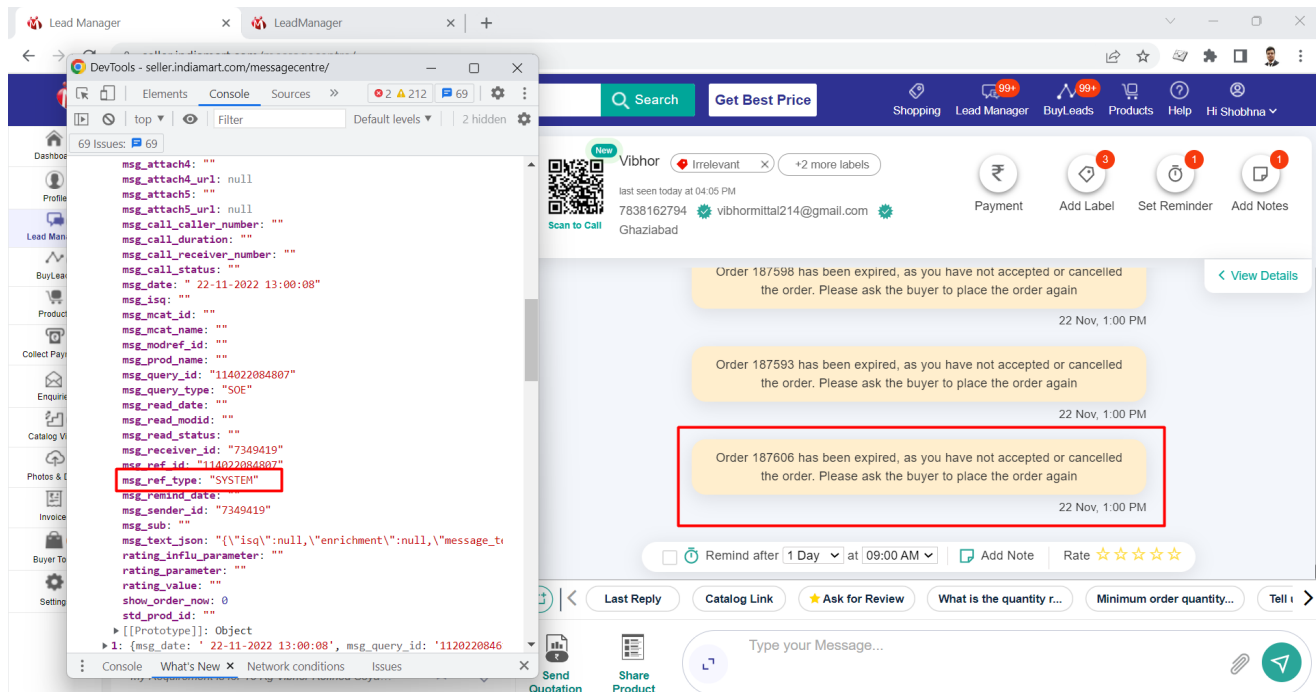 Lead Manager
LeadManager
DevTools - seller.indiamart.com/messagecentre/
Elements Console Sources 2 212 69
top Filter Default levels 2 hidden
69 Issues: 69
msg_attach4: ""
msg_attach4_url: null
msg_attach5: ""
msg_attach5_url: null
msg_call_caller_number: ""
msg_call_duration: ""
msg_call_receiver_number: ""
msg_call_status: ""
msg_date: " 22-11-2022 13:00:08"
msg_isq: ""
msg_mcat_id: ""
msg_mcat_name: ""
msg_modref_id: ""
msg_prod_name: ""
msg_query_id: "114022084807"
msg_query_type: "SOE"
msg_read_date: ""
msg_read_modid: ""
msg_read_status: ""
msg_receiver_id: "7349419"
msg_ref_id: "114022084807"
msg_ref_type: "SYSTEM"
msg_remind_date: ""
msg_sender_id: "7349419"
msg_sub: ""
msg_text_json: "{\"isq\":null,\"enrichment\":null,\"message_te
rating_influ_parameter: ""
rating_parameter: ""
rating_value: ""
show_order_now: 0
std_prod_id: ""
[[Prototype]]: Object
1: {msg_date: ' 22-11-2022 13:00:08', msg_query_id: '1120220846
Console What's New Network conditions Issues
Dashboa
Profile
Lead Man
BuyLead
Product
Collect Pay
Enquirie
Catalog Vi
Photos & D
Invoice
Buyer To
Setting
Search
Get Best Price
Shopping
99+
Lead Manager
99+
BuyLeads
Products
Help
Hi Shobhna
New
Scan to Call
Vibhor Irrelevant X +2 more labels
last seen today at 04:05 PM
7838162794 vibhormittal214@gmail.com
Ghaziabad
₹
Payment
3
Add Label
1
Set Reminder
1
Add Notes
View Details
Order 187598 has been expired, as you have not accepted or cancelled
the order. Please ask the buyer to place the order again
22 Nov, 1:00 PM
Order 187593 has been expired, as you have not accepted or cancelled
the order. Please ask the buyer to place the order again
22 Nov, 1:00 PM
Order 187606 has been expired, as you have not accepted or cancelled
the order. Please ask the buyer to place the order again
22 Nov, 1:00 PM
Remind after 1 Day at 09:00 AM Add Note Rate
Last Reply
Catalog Link
Ask for Review
What is the quantity r...
Minimum order quantity...
Tell
Send
Quotation
Share
Product
Type your Message...